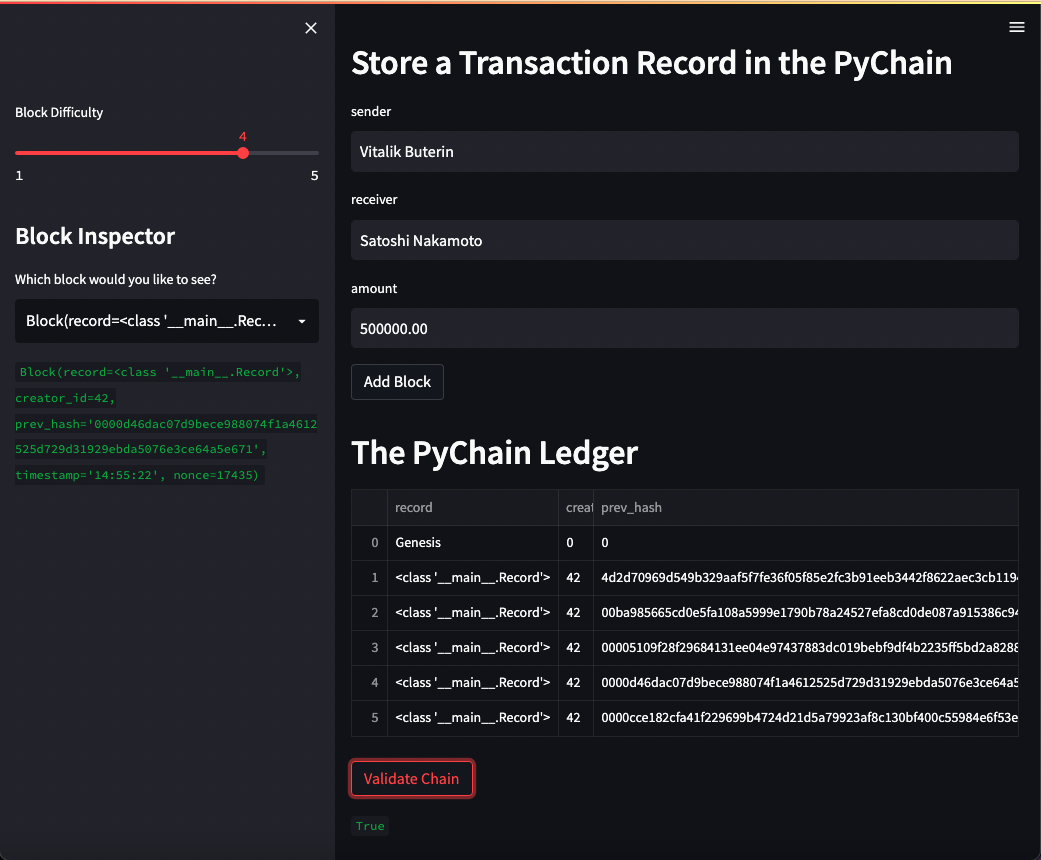 Block Difficulty
4
1 5
Block Inspector
Which block would you like to see?
Block(record=<class '__main__.Rec...
Block(record=<class '__main__.Record'>,
creator_id=42,
prev_hash='0000d46dac07d9bece988074f1a4612
525d729d31929ebda5076e3ce64a5e671',
timestamp='14:55:22', nonce=17435)
Store a Transaction Record in the PyChain
sender
Vitalik Buterin
receiver
Satoshi Nakamoto
amount
500000.00
Add Block
The PyChain Ledger
record creat prev_hash
0 Genesis 0 0
1 <class '__main__.Record'> 42 4d2d70969d549b329aaf5f7fe36f05f85e2fc3b91eeb3442f8622aec3cb119
2 <class '__main__.Record'> 42 00ba985665cd0e5fa108a5999e1790b78a24527efa8cd0de087a915386c94
3 <class '__main__.Record'> 42 00005109f28f29684131ee04e97437883dc019bebf9df4b2235ff5bd2a8288
4 <class '__main__.Record'> 42 0000d46dac07d9bece988074f1a4612525d729d31929ebda5076e3ce64a5
5 <class '__main__.Record'> 42 0000cce182cfa41f229699b4724d21d5a79923af8c130bf400c55984e6f53e
Validate Chain
True